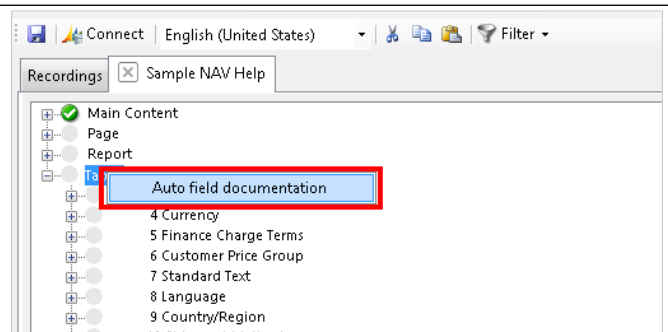 Connect English (United States) Filter
Recordings Sample NAV Help
Main Content
Page
Report
Auto field documentation
4 Currency
5 Finance Charge Terms
6 Customer Price Group
7 Standard Text
8 Language
9 Country/Region